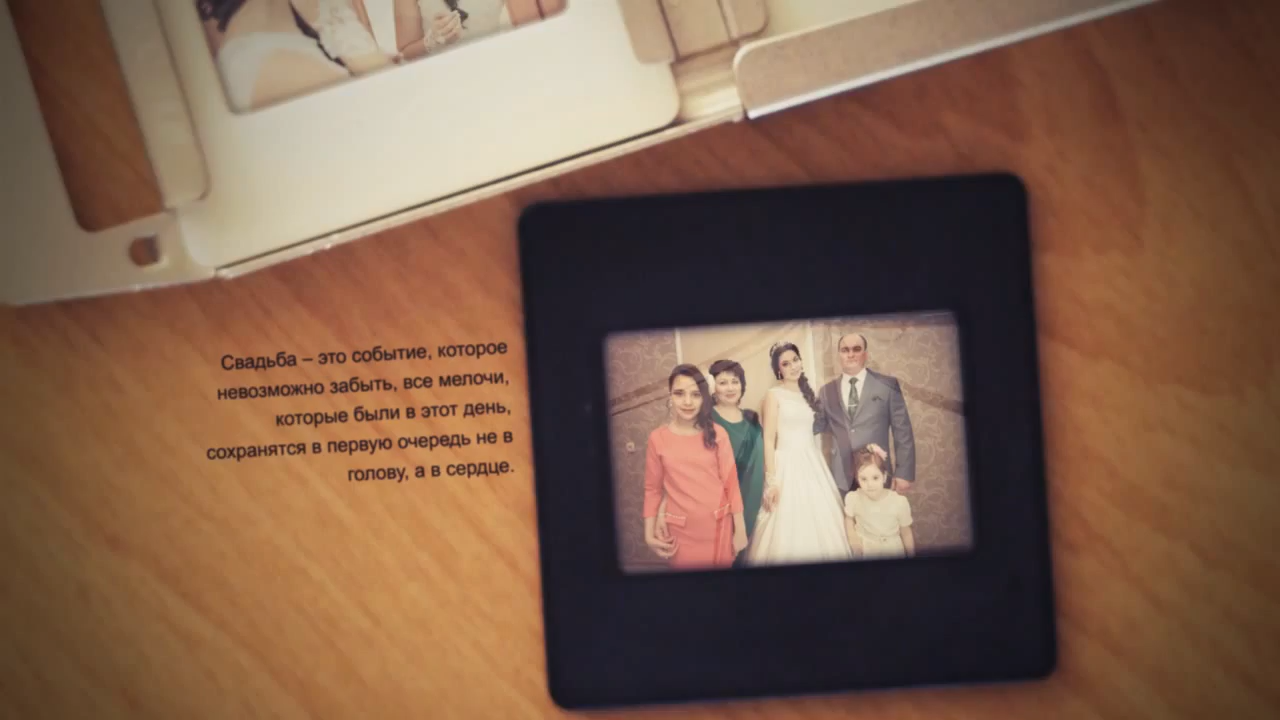 Свадьба – это событие, которое
невозможно забыть, все мелочи,
которые были в этот день,
сохранятся в первую очередь не в
голову, а в сердце.